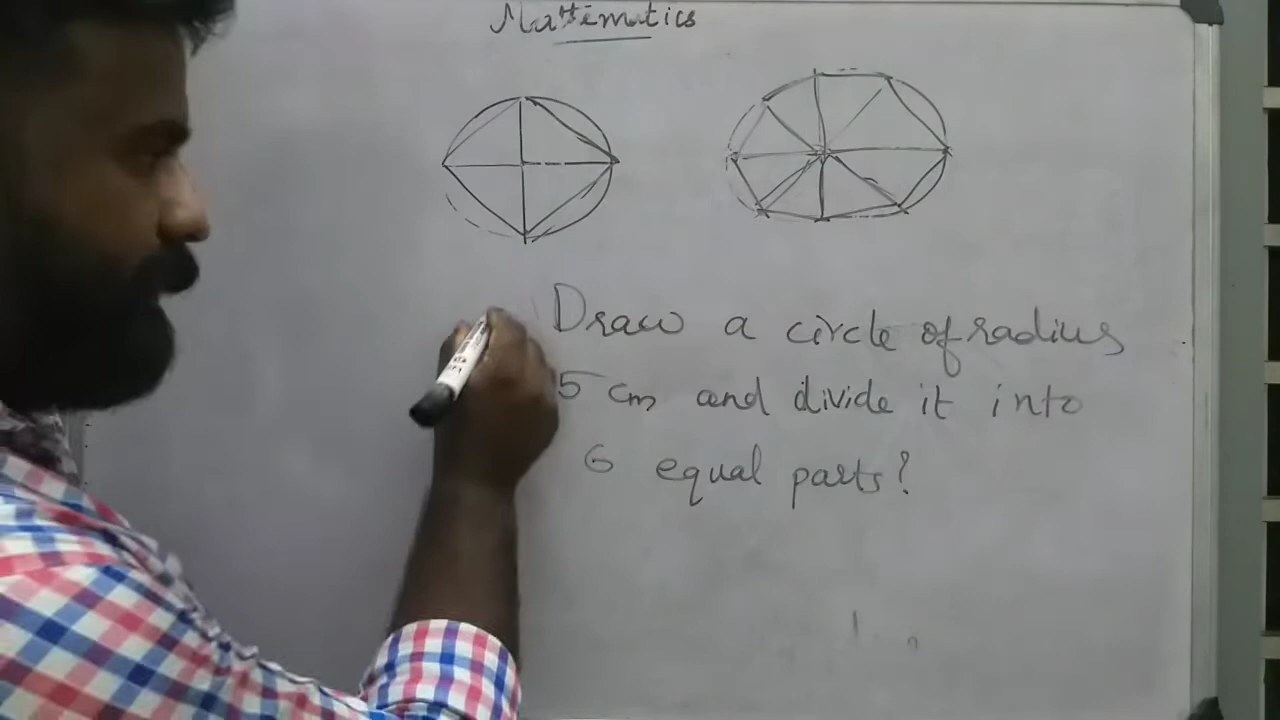 Mathematics
Draw a circle of radius
5 cm and divide it into
6 equal parts?